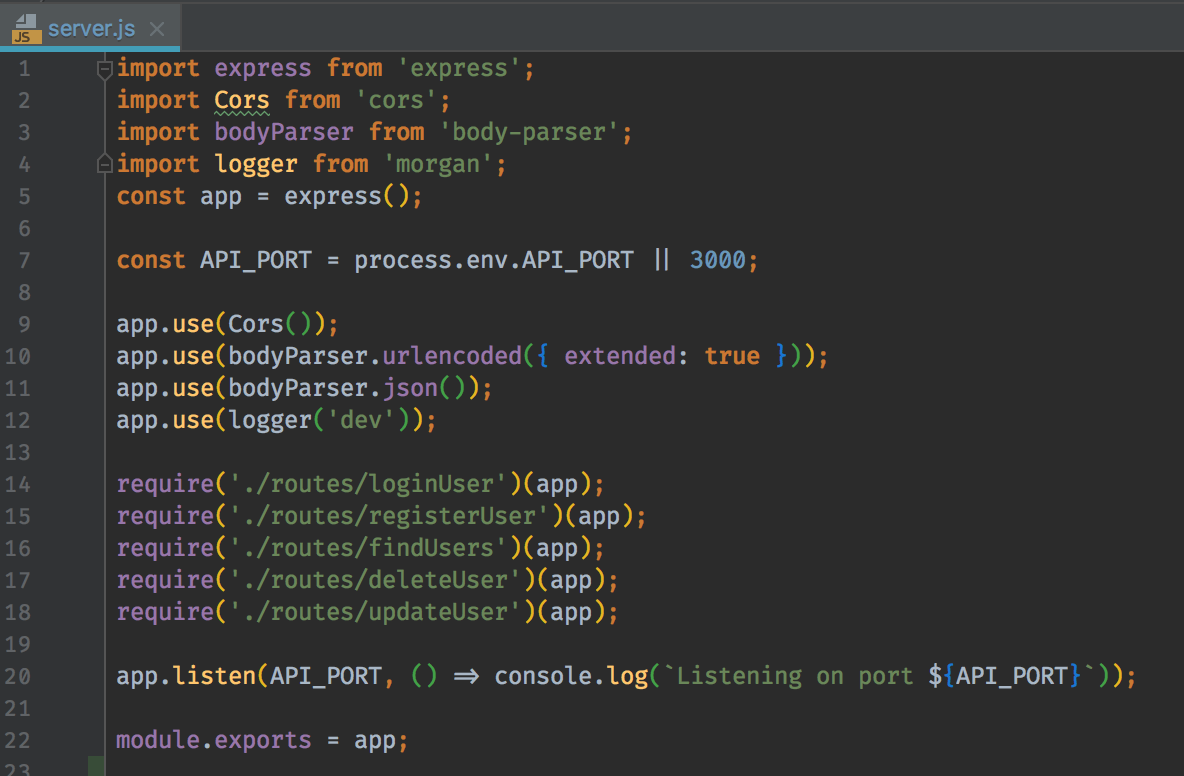 JS server.js ×
1 import express from 'express';
2 import Cors from 'cors';
3 import bodyParser from 'body-parser';
4 import logger from 'morgan';
5 const app = express();
6
7 const API_PORT = process.env.API_PORT || 3000;
8
9 app.use(Cors());
10 app.use(bodyParser.urlencoded({ extended: true }));
11 app.use(bodyParser.json());
12 app.use(logger('dev'));
13
14 require('./routes/loginUser')(app);
15 require('./routes/registerUser')(app);
16 require('./routes/findUsers')(app);
17 require('./routes/deleteUser')(app);
18 require('./routes/updateUser')(app);
19
20 app.listen(API_PORT, () => console.log(`Listening on port ${API_PORT}`));
21
22 module.exports = app;
23